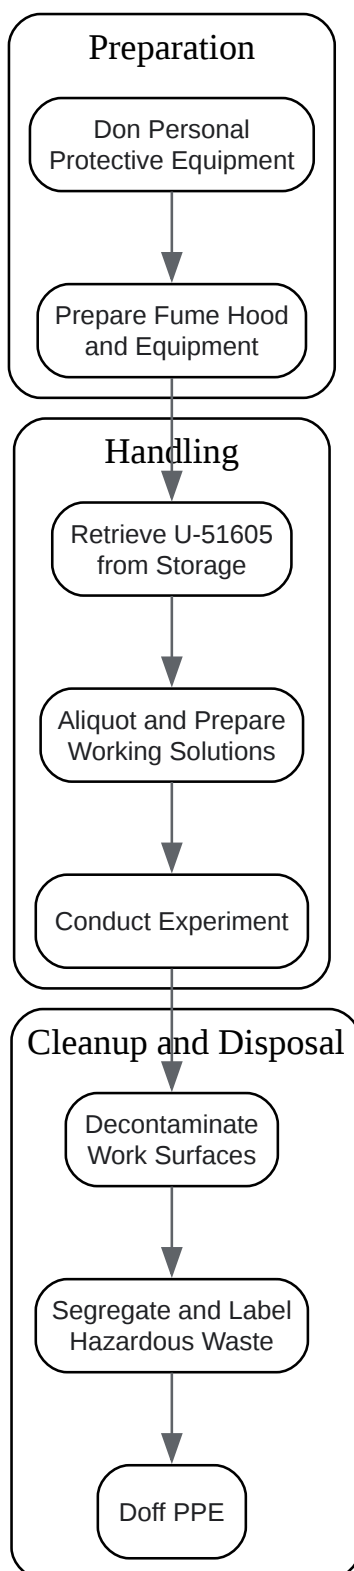 Preparation
Don Personal
Protective Equipment
Prepare Fume Hood
and Equipment
Handling
Retrieve U-51605
from Storage
Aliquot and Prepare
Working Solutions
Conduct Experiment
Cleanup and Disposal
Decontaminate
Work Surfaces
Segregate and Label
Hazardous Waste
Doff PPE